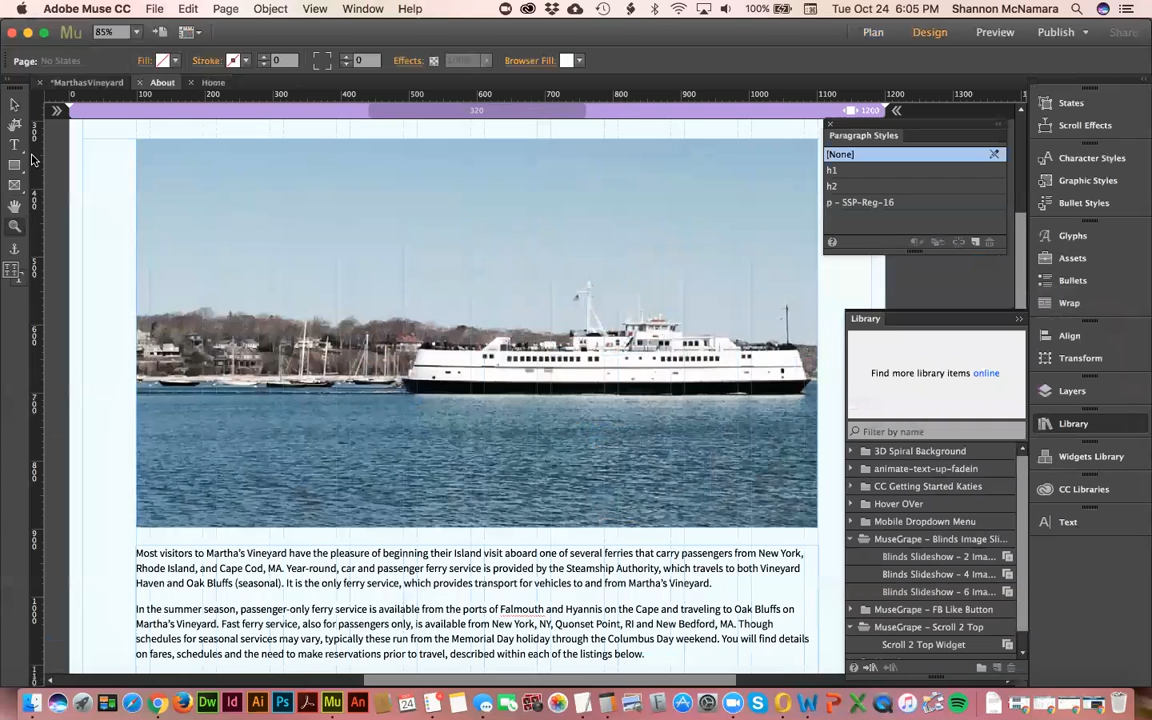 Adobe Muse CC File Edit Page Object View Window Help 100% Tue Oct 24 6:05 PM Shannon McNamara
Mu 85% Plan Design Preview Publish Share
Page: No States Fill: Stroke: 0 0 Effects: 100% Browser Fill:
*MarthasVineyard About Home
0 100 200 300 400 500 600 700 800 900 1000 1100 1200 1300
320 1200
Paragraph Styles
[None]
h1
h2
p - SSP-Reg-16
States
Scroll Effects
Character Styles
Graphic Styles
Bullet Styles
Glyphs
Assets
Bullets
Wrap
Align
Transform
Layers
Library
Widgets Library
CC Libraries
Text
Library
Find more library items online
Filter by name
3D Spiral Background
animate-text-up-fadein
CC Getting Started Katies
Hover OVer
Mobile Dropdown Menu
MuseGrape - Blinds Image Sli...
Blinds Slideshow - 2 Ima...
Blinds Slideshow - 4 Ima...
Blinds Slideshow - 6 Ima...
MuseGrape - FB Like Button
MuseGrape - Scroll 2 Top
Scroll 2 Top Widget
Most visitors to Martha's Vineyard have the pleasure of beginning their Island visit aboard one of several ferries that carry passengers from New York,
Rhode Island, and Cape Cod, MA. Year-round, car and passenger ferry service is provided by the Steamship Authority, which travels to both Vineyard
Haven and Oak Bluffs (seasonal). It is the only ferry service, which provides transport for vehicles to and from Martha's Vineyard.
In the summer season, passenger-only ferry service is available from the ports of Falmouth and Hyannis on the Cape and traveling to Oak Bluffs on
Martha's Vineyard. Fast ferry service, also for passengers only, is available from New York, NY, Quonset Point, RI and New Bedford, MA. Though
schedules for seasonal services may vary, typically these run from the Memorial Day holiday through the Columbus Day weekend. You will find details
on fares, schedules and the need to make reservations prior to travel, described within each of the listings below.
Dw Id Ai Ps Mu An 24